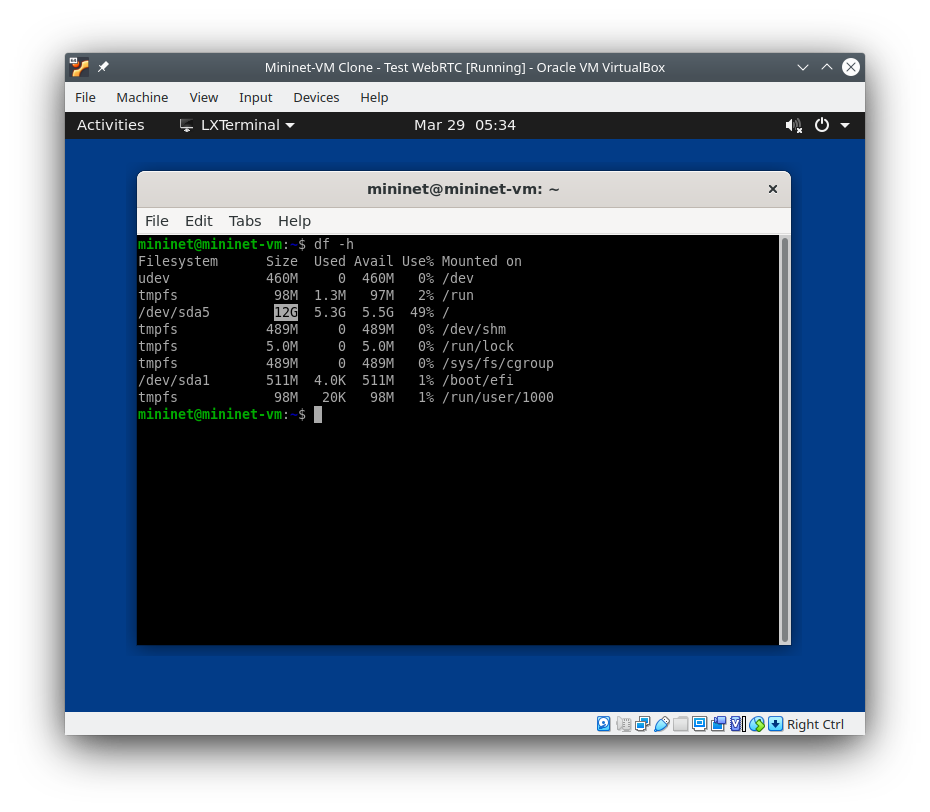 Mininet-VM Clone - Test WebRTC [Running] - Oracle VM VirtualBox
File Machine View Input Devices Help
Activities LXTerminal Mar 29 05:34
mininet@mininet-vm: ~
File Edit Tabs Help
mininet@mininet-vm:~$ df -h
Filesystem      Size  Used Avail Use% Mounted on
udev            460M     0  460M   0% /dev
tmpfs            98M  1.3M   97M   2% /run
/dev/sda5        12G  5.3G  5.5G  49% /
tmpfs           489M     0  489M   0% /dev/shm
tmpfs           5.0M     0  5.0M   0% /run/lock
tmpfs           489M     0  489M   0% /sys/fs/cgroup
/dev/sda1       511M  4.0K  511M   1% /boot/efi
tmpfs            98M   20K   98M   1% /run/user/1000
mininet@mininet-vm:~$
Right Ctrl